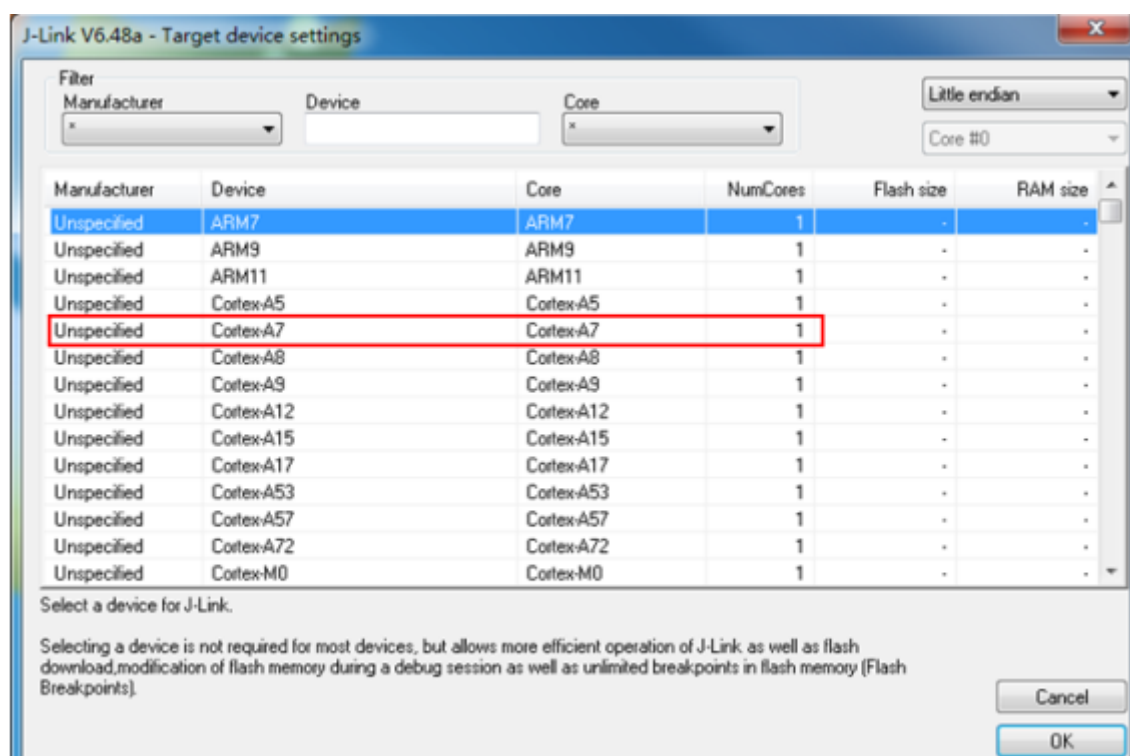 J-Link V6.48a - Target device settings
Filter
Manufacturer Device Core Little endian
* * Core #0
Manufacturer Device Core NumCores Flash size RAM size
Unspecified ARM7 ARM7 1 - -
Unspecified ARM9 ARM9 1 - -
Unspecified ARM11 ARM11 1 - -
Unspecified Cortex-A5 Cortex-A5 1 - -
Unspecified Cortex-A7 Cortex-A7 1 - -
Unspecified Cortex-A8 Cortex-A8 1 - -
Unspecified Cortex-A9 Cortex-A9 1 - -
Unspecified Cortex-A12 Cortex-A12 1 - -
Unspecified Cortex-A15 Cortex-A15 1 - -
Unspecified Cortex-A17 Cortex-A17 1 - -
Unspecified Cortex-A53 Cortex-A53 1 - -
Unspecified Cortex-A57 Cortex-A57 1 - -
Unspecified Cortex-A72 Cortex-A72 1 - -
Unspecified Cortex-M0 Cortex-M0 1 - -
Select a device for J-Link.
Selecting a device is not required for most devices, but allows more efficient operation of J-Link as well as flash
download,modification of flash memory during a debug session as well as unlimited breakpoints in flash memory (Flash
Breakpoints).
Cancel
OK